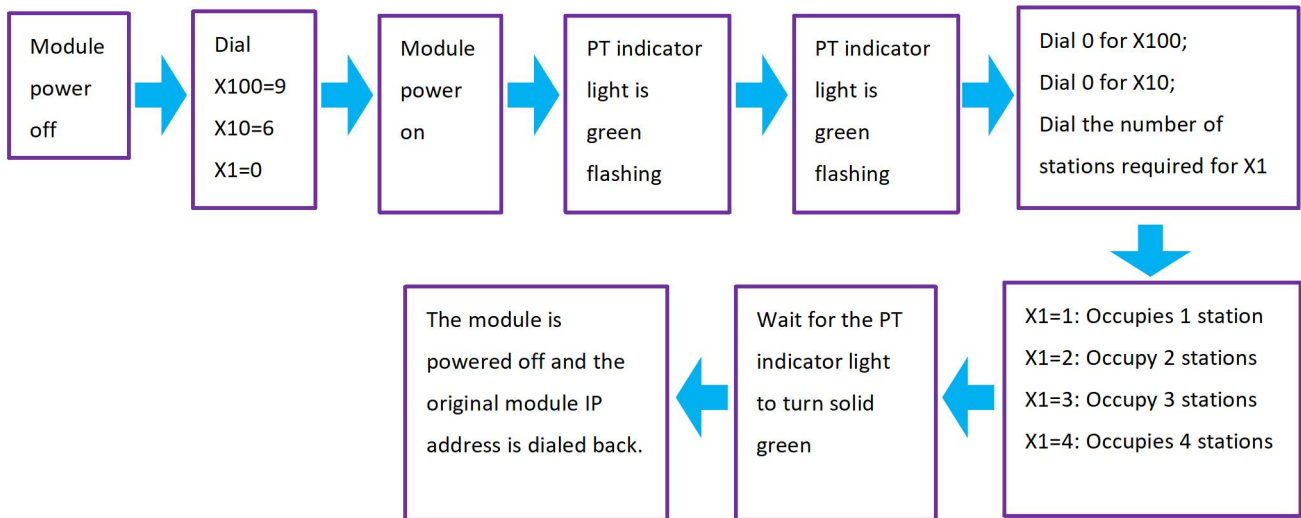 Module
power
off
Dial
X100=9
X10=6
X1=0
Module
power
on
PT indicator
light is
green
flashing
PT indicator
light is
green
flashing
Dial 0 for X100;
Dial 0 for X10;
Dial the number of
stations required for X1
X1=1: Occupies 1 station
X1=2: Occupy 2 stations
X1=3: Occupy 3 stations
X1=4: Occupies 4 stations
Wait for the PT
indicator light
to turn solid
green
The module is
powered off and the
original module IP
address is dialed back.